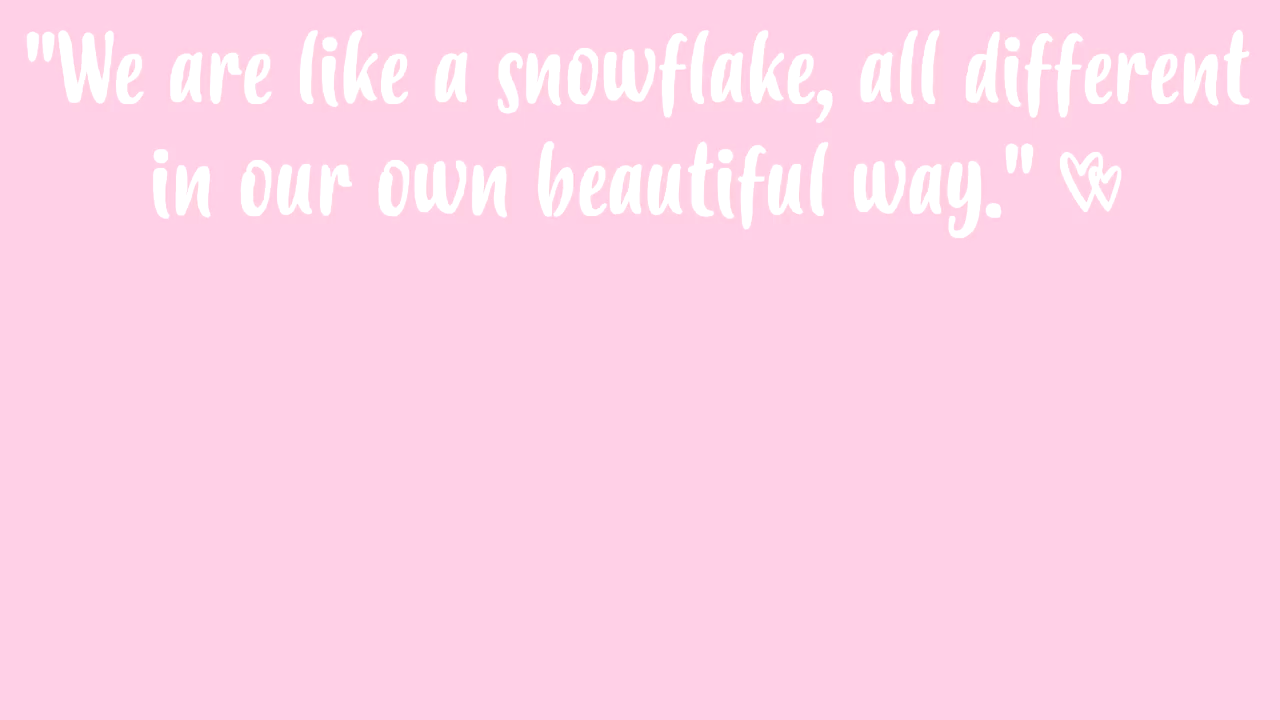 "We are like a snowflake, all different
in our own beautiful way." 💕